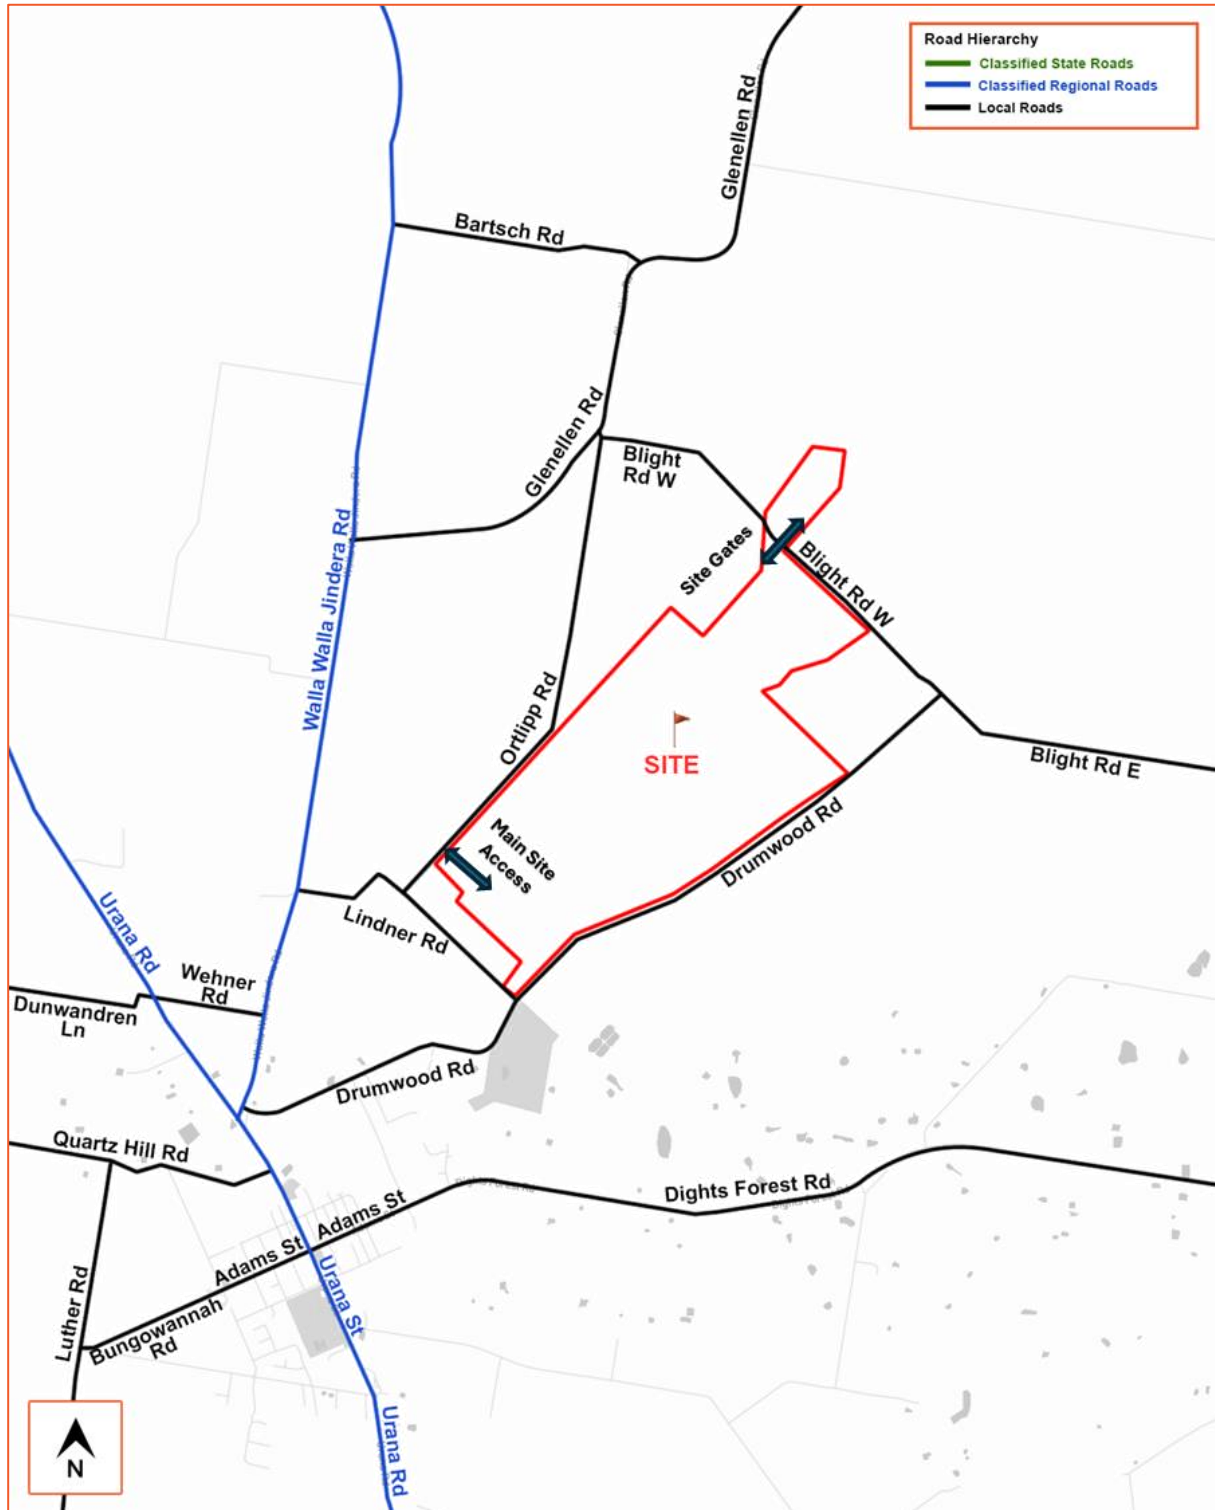 Road Hierarchy
Classified State Roads
Classified Regional Roads
Local Roads
Glenellen Rd
Bartsch Rd
Glenellen Rd
Blight
Rd W
Site Gates
Blight Rd W
Walla Walla Jindera Rd
Ortlipp Rd
SITE
Blight Rd E
Main Site
Access
Drumwood Rd
Lindner Rd
Urana Rd
Wehner
Rd
Dunwandren
Ln
Drumwood Rd
Quartz Hill Rd
Dights Forest Rd
Adams St
Adams St
Urana St
Luther Rd
Bungowannah
Rd
Urana Rd
N